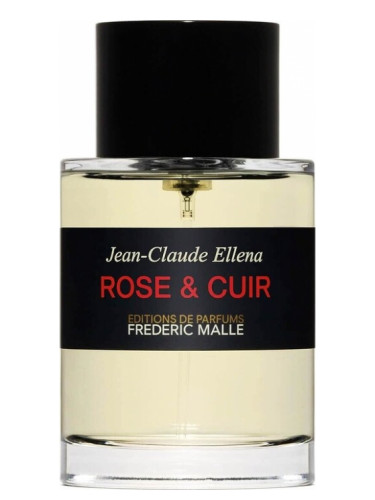 Jean-Claude Ellena
ROSE & CUIR
EDITIONS DE PARFUMS
FREDERIC MALLE